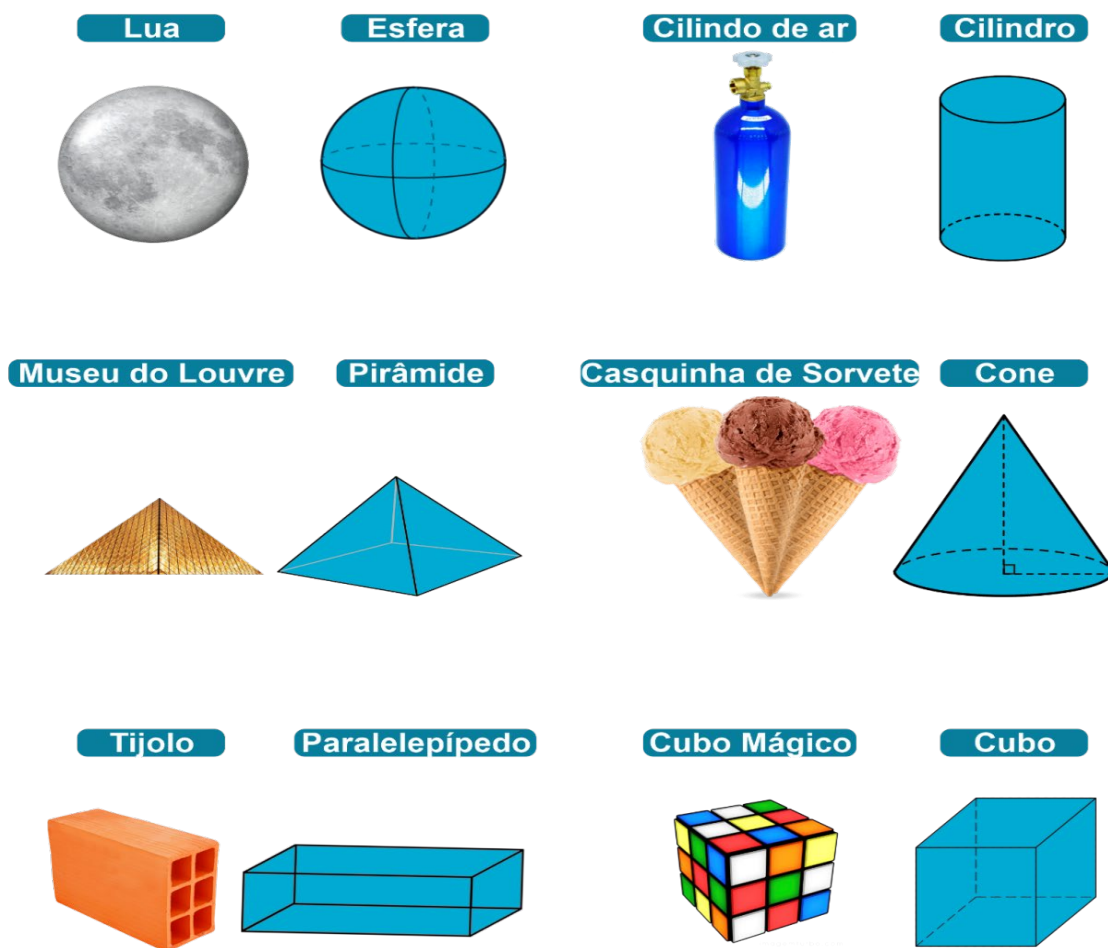 Lua
Esfera
Cilindo de ar
Cilindro
Museu do Louvre
Pirâmide
Casquinha de Sorvete
Cone
Tijolo
Paralelepípedo
Cubo Mágico
Cubo